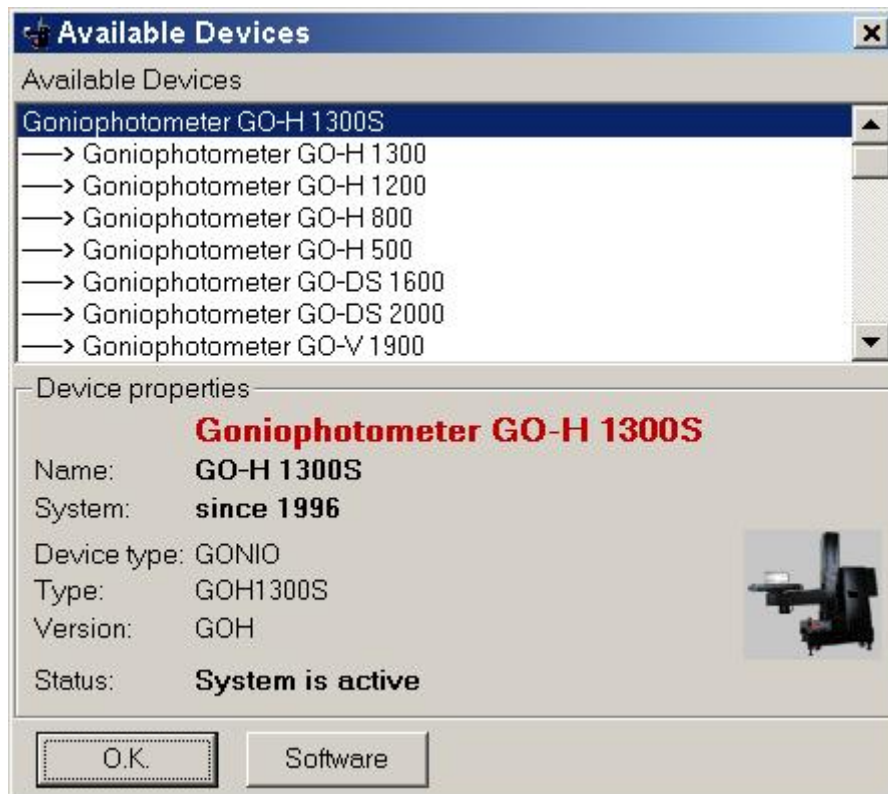 Available Devices
Available Devices
Goniophotometer GO-H 1300S
——> Goniophotometer GO-H 1300
——> Goniophotometer GO-H 1200
——> Goniophotometer GO-H 800
——> Goniophotometer GO-H 500
——> Goniophotometer GO-DS 1600
——> Goniophotometer GO-DS 2000
——> Goniophotometer GO-V 1900
Device properties
Goniophotometer GO-H 1300S
Name: GO-H 1300S
System: since 1996
Device type: GONIO
Type: GOH1300S
Version: GOH
Status: System is active
O.K. Software